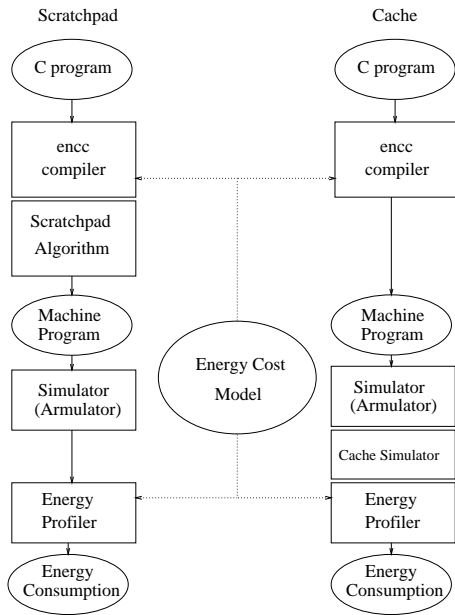 Scratchpad
C program
encc
compiler
Scratchpad
Algorithm
Machine
Program
Simulator
(Armulator)
Energy
Profiler
Energy
Consumption
Energy Cost
Model
Cache
C program
encc
compiler
Machine
Program
Simulator
(Armulator)
Cache Simulator
Energy
Profiler
Energy
Consumption